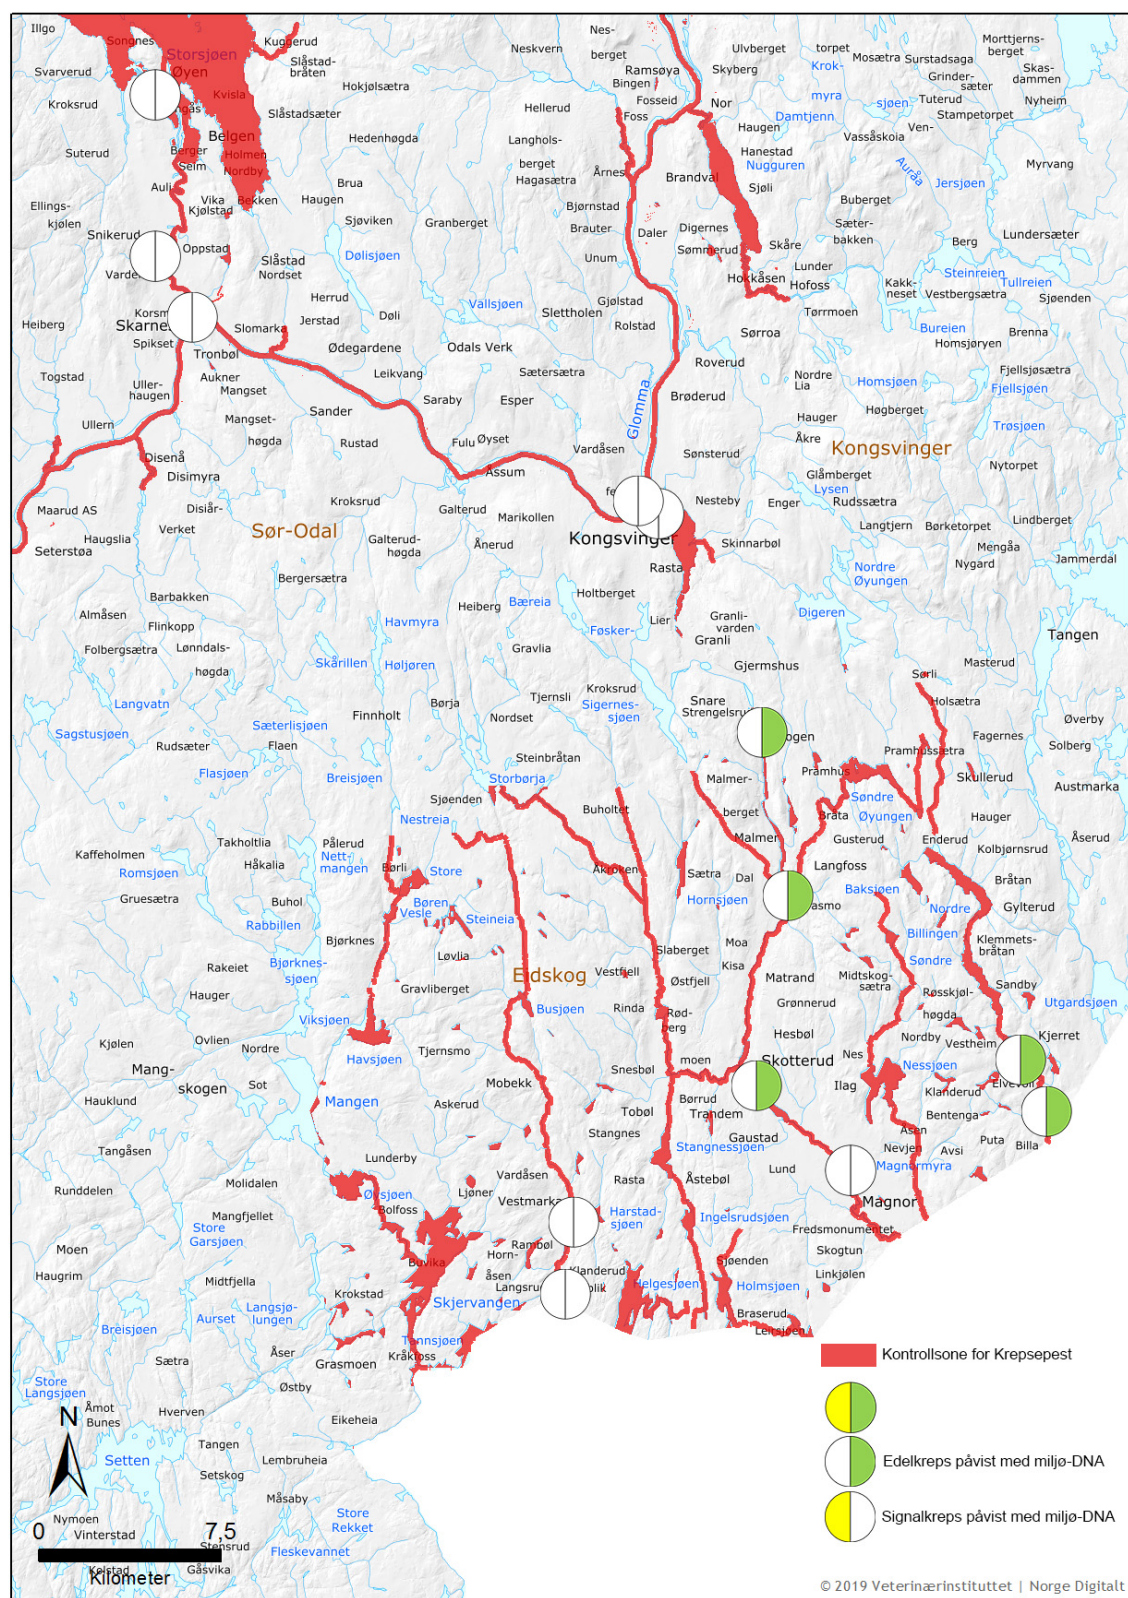 Illgo
Songnes
Storsjøen
Øyen
Kuggerud
Slåstad-
bråten
Svarverud
Kroksrud
Kvisla
Hokjølsætra
Slåstadsæter
Belgen
Suterud
Berger
Holmen
Seim
Nordby
Hedenhøgda
Auli
Vika
Bekken
Kjølstad
Haugen
Brua
Ellings-
kjølen
Snikerud
Oppstad
Sjøviken
Granberget
Slåstad
Nordset
Dølisjøen
Herrud
Heiberg
Slomarka
Jerstad
Døli
Spikset
Tronbøl
Ødegardene
Odals Verk
Vallsjøen
Togstad
Aukner
Mangset
Leikvang
Sætersætra
Uller-
haugen
Ullern
Mangset-
høgda
Sander
Saraby
Esper
Rustad
Fulu
Øyset
Disenå
Disimyra
Åssum
Maarud AS
Kroksrud
Galterud
Marikollen
Verket
Haugslia
Sør-Odal
Seterstøa
Galterud-
høgda
Ånerud
Nes-
berget
Neskvern
Ramsøya
Bingen
Fosseid
Foss
Hellerud
Langhols-
berget
Hagasætra
Årnes
Brandval
Bjørnstad
Brauter
Daler
Digernes
Unum
Sømmerud
Gjølstad
Slettholen
Rolstad
Glomma
Roverud
Brøderud
Vardåsen
Sønsterud
Nesteby
Kongsvinger
Skinnarbøl
Rasta
Ulvberget
torpet
Skyberg
Krok-
myra
Mosætra
Surstadsaga
Morttjerns-
berget
Grinder-
sæter
Skas-
dammen
Nor
sjøen
Tuterud
Nyheim
Damtjenn
Stampetorpet
Haugen
Vassåskoia
Ven-
Hanestad
Nugguren
Auråa
Myrvang
Sjøli
Jersjøen
Buberget
Sæter-
bakken
Lundersæter
Skåre
Berg
Lunder
Hokkåsen
Hofoss
Steinreien
Kakk-
neset
Tullreien
Vestbergsætra
Sjøenden
Tørrmoen
Sørroa
Bureien
Brenna
Homsjøryen
Nordre
Lia
Homsjøen
Fjellsjøsætra
Fjellsjøen
Høgberget
Hauger
Trøsjøen
Åkre
Kongsvinger
Glåmberget
Nytorpet
Lysen
Enger
Rudssætra
Langtjern
Børketorpet
Lindberget
Mengåa
Nygard
Jammerdal
Nordre
Øyungen
Digeren
Tangen
Bergersætra
Barbakken
Almåsen
Flinkopp
Folbergsætra
Lønndals-
høgda
Havmyra
Skårillen
Høljøren
Heiberg
Bæreia
Holtberget
Føsker-
Lier
Granli-
varden
Granli
Gravlia
Gjermshus
Langvatn
Sagstusjøen
Sæterlisjøen
Finnholt
Børja
Tjernsli
Kroksrud
Sigernes-
sjøen
Nordset
Snare
Rudsæter
Flaen
Flasjøen
Breisjøen
Steinbråtan
Storbørja
Malmer-
berget
Malmer
Masterud
Sørli
Holsætra
Øverby
Fagernes
Solberg
Pramhussætra
Pramhus
Skullerud
Austmarka
Søndre
Øyungen
Brata
Gusterud
Hauger
Enderud
Kolbjørnsrud
Åserud
Sjøenden
Nestreia
Buholtet
Takholtlia
Pålerud
Kaffeholmen
Håkalia
Nett-
mangen
Romsjøen
Børli
Store
Børen
Vesle
Åkroken
Sætra
Dal
Langfoss
Hornsjøen
Baksjøen
Bråtan
Nordre
Billingen
Gylterud
Gruesætra
Buhol
Rabbillen
Steineia
Bjørknes
Løvlia
Slaberget
Moa
Kisa
Søndre
Klemmets-
bråtan
Rakeiet
Bjørknes-
sjøen
Eidskog
Vestfjell
Østfjell
Matrand
Midtskog-
sætra
Sandby
Gravliberget
Hauger
Busjøen
Rinda
Rød-
berg
Grønnerud
Røsskjøl-
høgda
Utgardsjøen
Viksjøen
Ovlien
Kjølen
Nordre
Havsjøen
Tjernsmo
Hesbøl
Nordby
Vestheim
Kjerret
Mang-
skogen
Sot
Mobekk
Snesbøl
moen
Skotterud
Nes
Nessjøen
Ilag
Klanderud
Hauklund
Mangen
Askerud
Tobøl
Børrud
Trandem
Bentenga
Åsen
Puta
Billa
Tangåsen
Stangnes
Gaustad
Stangnessjøen
Nevjen
Avsi
Magnormyra
Lunderby
Lund
Runddelen
Molidalen
Vardåsen
Rasta
Åstebøl
Øysjøen
Bolfoss
Ljøner
Vestmarka
Magnor
Mangfjellet
Store
Garsjøen
Harstad-
sjøen
Ingelsrudsjøen
Fredsmonumentet
Moen
Haugrim
Buvika
Rambøl
Horn-
åsen
Langsrud
Klanderud
Skogtun
Sjøenden
Linkjølen
Midtfjella
Krokstad
Helgesjøen
Holmsjøen
Skjervangen
Langsjø-
lungen
Aurset
Breisjøen
Braserud
Leirsjøen
Tannsjøen
Kråkfoss
Åser
Sætra
Grasmoen
Store
Langsjøen
Østby
Åmot
Bunes
Hverven
Eikeheia
N
Setten
Tangen
Setskog
Lembruheia
Måsaby
Store
Rekket
Nymoen
Vinterstad
Stensrud
Fleskevannet
Gåsvika
Kolstad
0 7,5
Kilometer
Kontrollsone for Krepsepest
Edelkreps påvist med miljø-DNA
Signalkreps påvist med miljø-DNA
© 2019 Veterinærinstituttet | Norge Digitalt